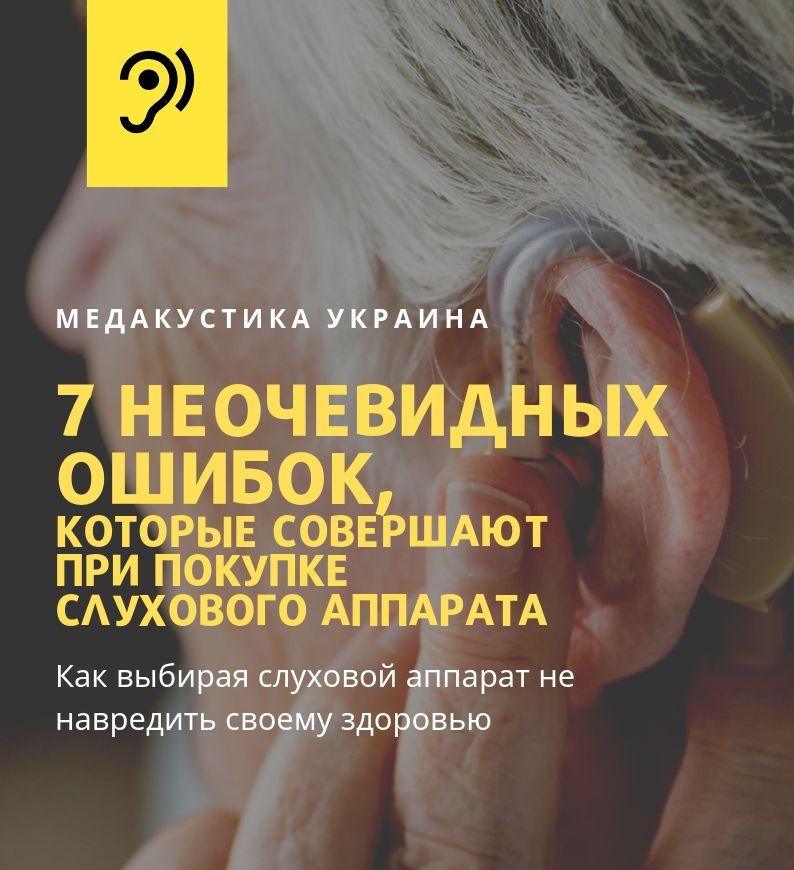 МЕДАКУСТИКА УКРАИНА
7 НЕОЧЕВИДНЫХ
ОШИБОК,
КОТОРЫЕ СОВЕРШАЮТ
ПРИ ПОКУПКЕ
СЛУХОВОГО АППАРАТА
Как выбирая слуховой аппарат не
навредить своему здоровью